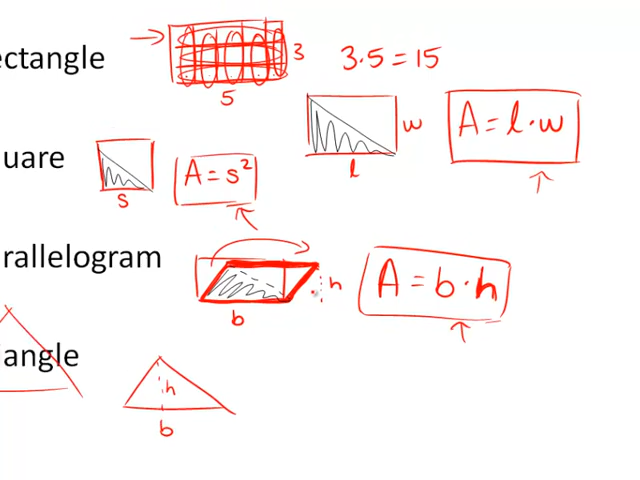 ectangle
3
3·5=15
5
uare
s
A=s²
l
w
A=l·w
rallelogram
b
h
A=b·h
angle
h
b